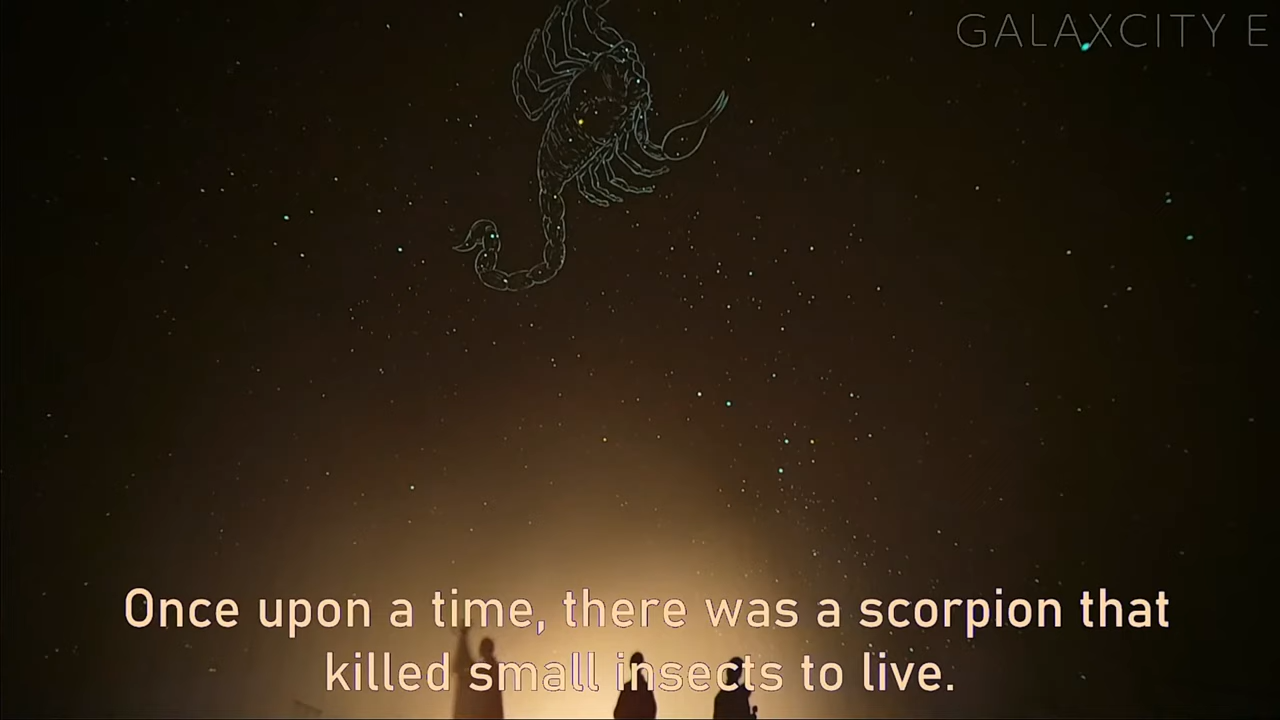 GALAXCITY E
Once upon a time, there was a scorpion that
killed small insects to live.